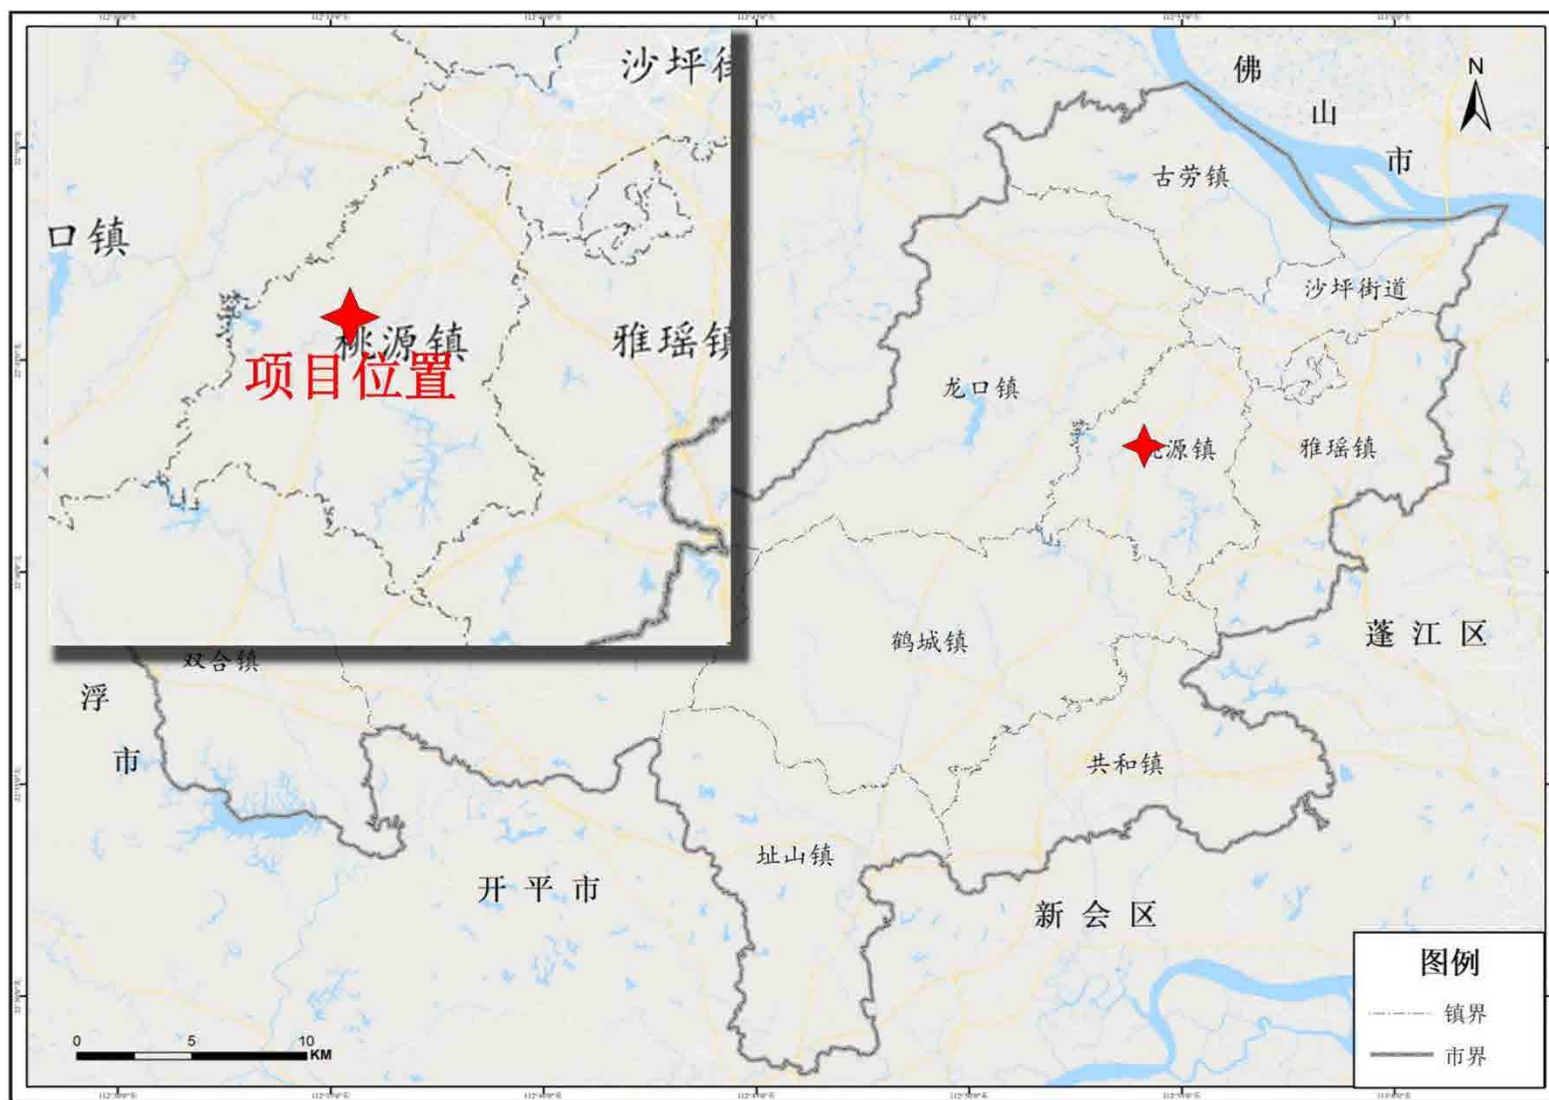 沙坪街
口镇
桃源镇
雅瑶镇
项目位置
佛山市
N
古劳镇
沙坪街道
龙口镇
源镇
雅瑶镇
鹤城镇
蓬江区
双合镇
浮市
共和镇
址山镇
开平市
新会区
图例
镇界
市界
0 5 10
KM